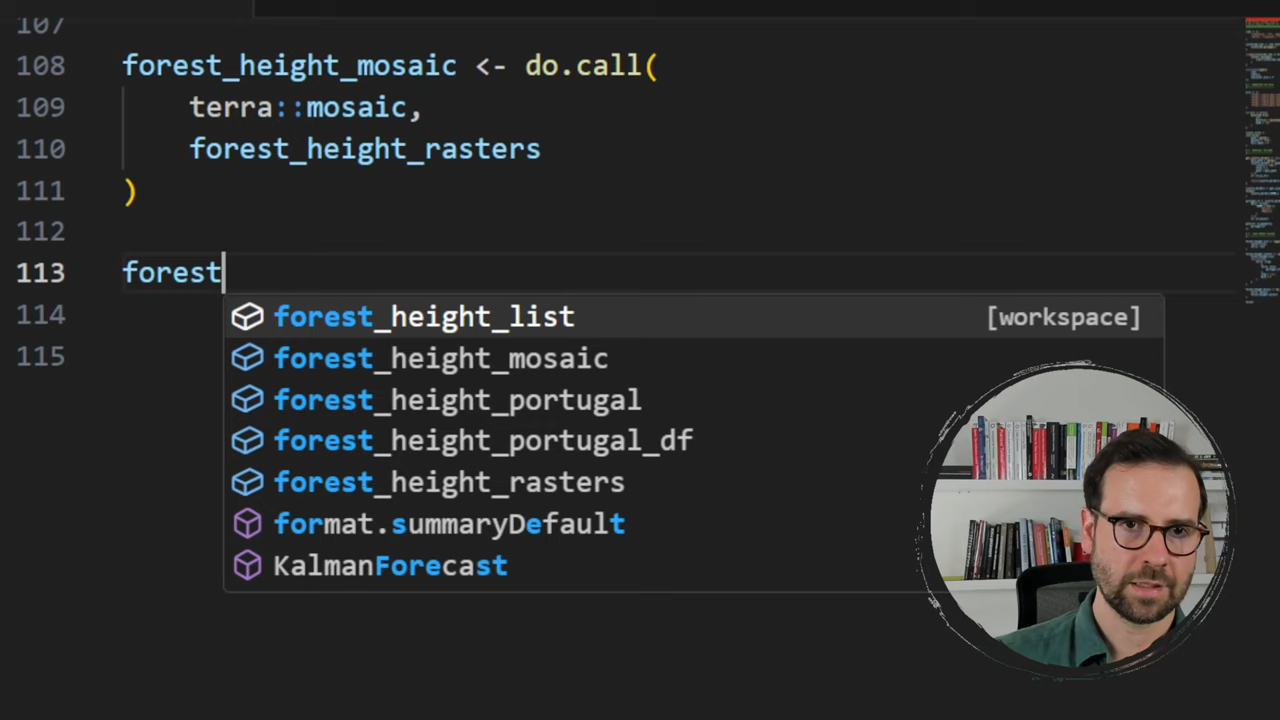 107
108 forest_height_mosaic <- do.call(
109 terra::mosaic,
110 forest_height_rasters
111 )
112
113 forest
114
115
forest_height_list [workspace]
forest_height_mosaic
forest_height_portugal
forest_height_portugal_df
forest_height_rasters
format.summaryDefault
KalmanForecast